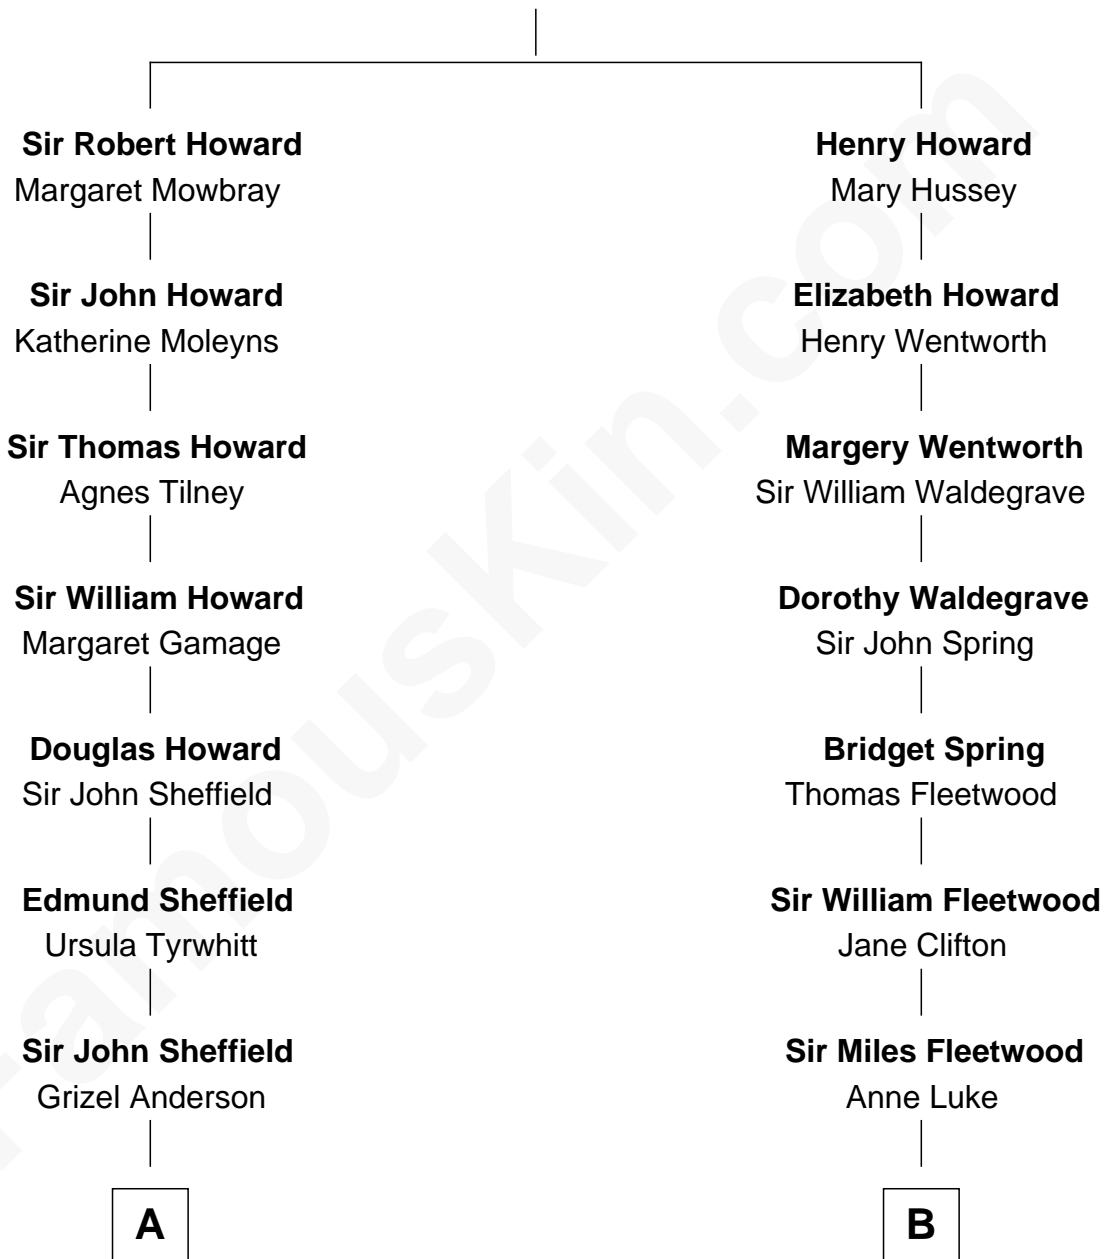 Sir Robert Howard
Margaret Mowbray
Sir John Howard
Katherine Moleyns
Sir Thomas Howard
Agnes Tilney
Sir William Howard
Margaret Gamage
Douglas Howard
Sir John Sheffield
Edmund Sheffield
Ursula Tyrwhitt
Sir John Sheffield
Grizel Anderson
A
Henry Howard
Mary Hussey
Elizabeth Howard
Henry Wentworth
Margery Wentworth
Sir William Waldegrave
Dorothy Waldegrave
Sir John Spring
Bridget Spring
Thomas Fleetwood
Sir William Fleetwood
Jane Clifton
Sir Miles Fleetwood
Anne Luke
B
FamousKin.com